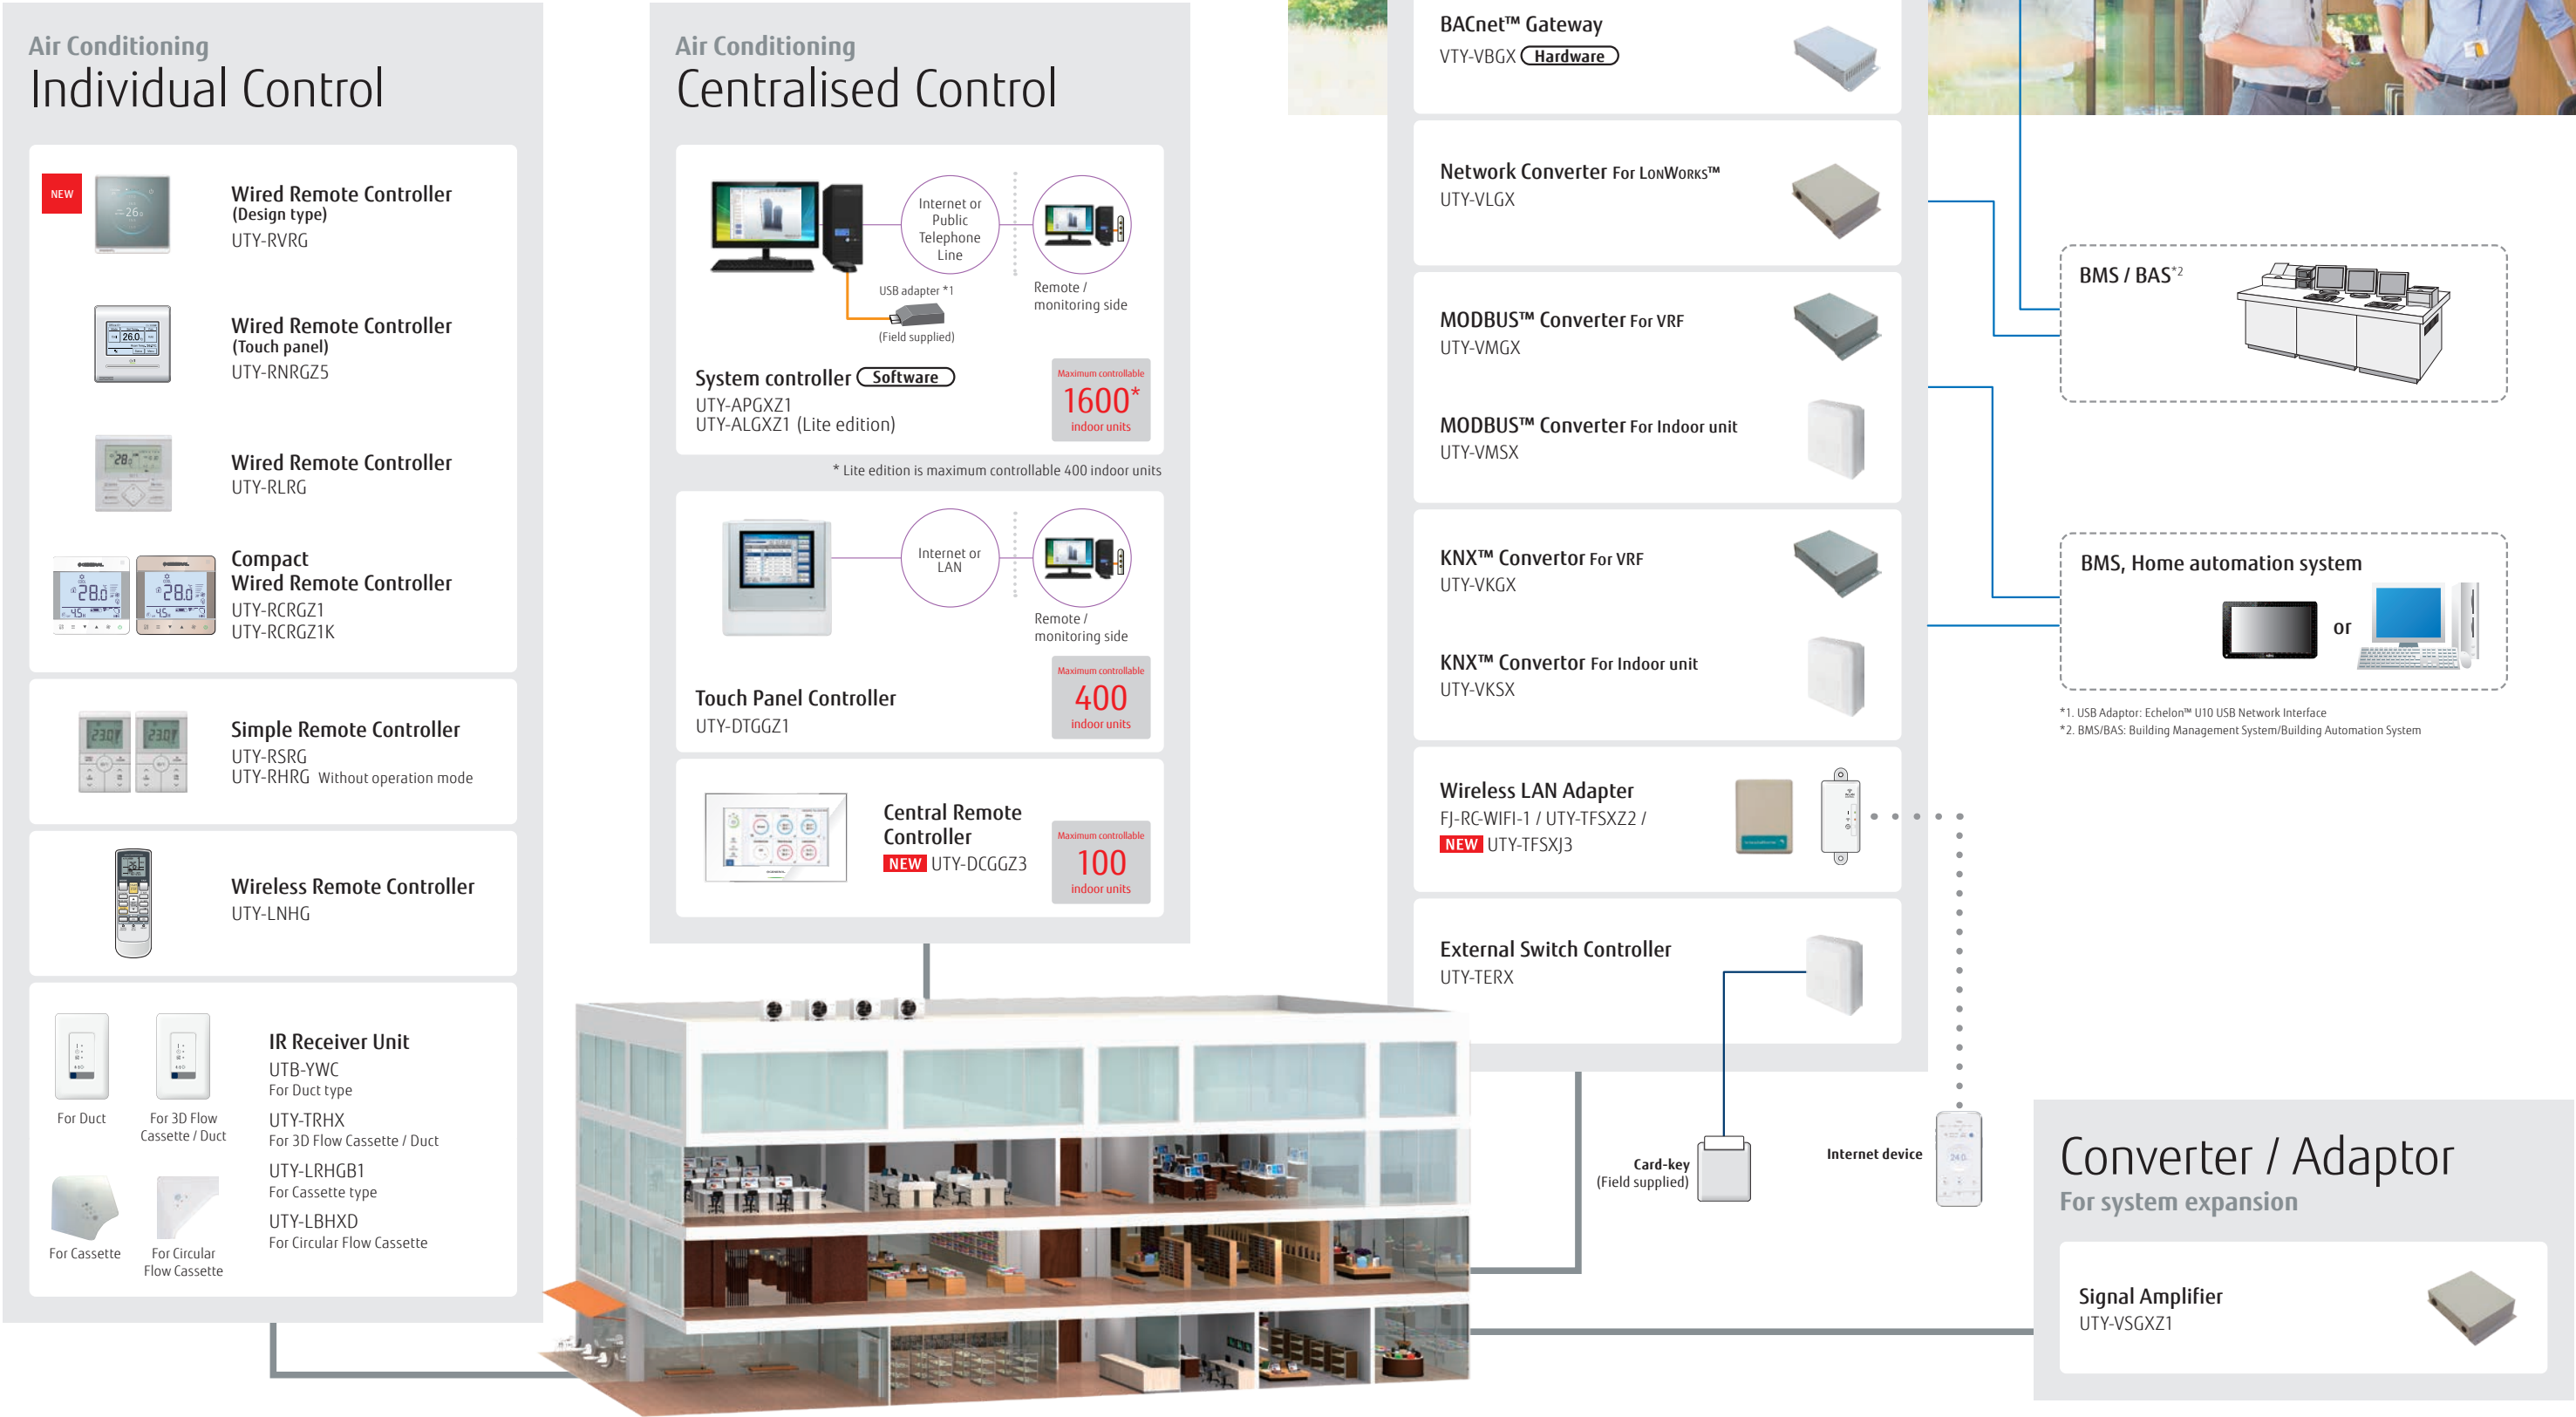 Air Conditioning
Individual Control
NEW
Wired Remote Controller
(Design type)
UTY-RVRG
Wired Remote Controller
(Touch panel)
UTY-RNRGZ5
Wired Remote Controller
UTY-RLRG
Compact
Wired Remote Controller
UTY-RCRGZ1
UTY-RCRGZ1K
Simple Remote Controller
UTY-RSRG
UTY-RHRG Without operation mode
Wireless Remote Controller
UTY-LNHG
For Duct
For 3D Flow
Cassette / Duct
For Cassette
For Circular
Flow Cassette
IR Receiver Unit
UTB-YWC
For Duct type
UTY-TRHX
For 3D Flow Cassette / Duct
UTY-LRHGB1
For Cassette type
UTY-LBHXD
For Circular Flow Cassette
Air Conditioning
Centralised Control
Internet or
Public
Telephone
Line
USB adapter *1
(Field supplied)
Remote /
monitoring side
System controller Software
UTY-APGXZ1
UTY-ALGXZ1 (Lite edition)
Maximum controllable
1600*
indoor units
* Lite edition is maximum controllable 400 indoor units
Internet or
LAN
Remote /
monitoring side
Touch Panel Controller
UTY-DTGGZ1
Maximum controllable
400
indoor units
Central Remote
Controller
NEW UTY-DCGGZ3
Maximum controllable
100
indoor units
BACnet™ Gateway
VTY-VBGX Hardware
Network Converter For LonWorks™
UTY-VLGX
MODBUS™ Converter For VRF
UTY-VMGX
MODBUS™ Converter For Indoor unit
UTY-VMSX
KNX™ Convertor For VRF
UTY-VKGX
KNX™ Convertor For Indoor unit
UTY-VKSX
Wireless LAN Adapter
FJ-RC-WIFI-1 / UTY-TFSXZ2 /
NEW UTY-TFSXJ3
External Switch Controller
UTY-TERX
Card-key
(Field supplied)
Internet device
BMS / BAS*2
BMS, Home automation system
or
*1. USB Adaptor: Echelon™ U10 USB Network Interface
*2. BMS/BAS: Building Management System/Building Automation System
Converter / Adaptor
For system expansion
Signal Amplifier
UTY-VSGXZ1